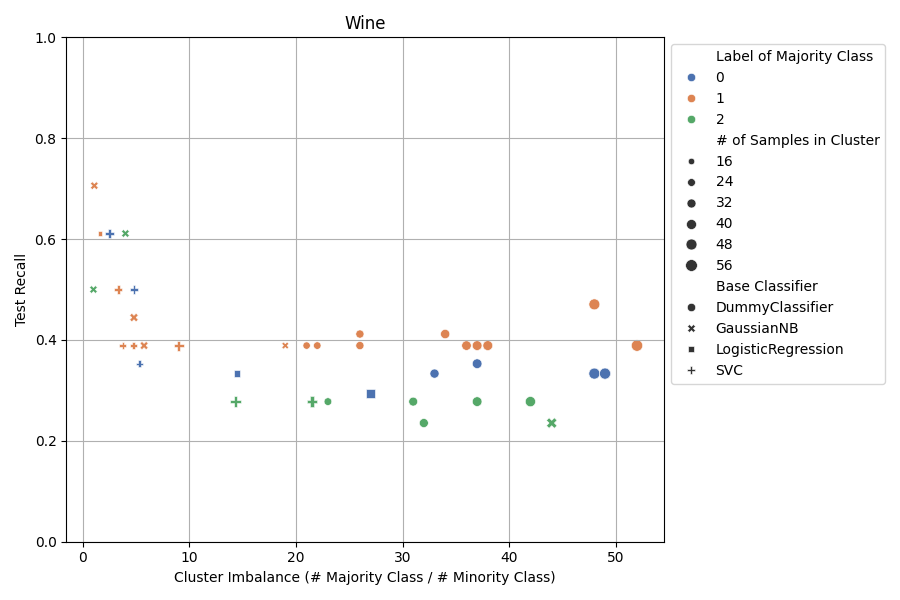 Wine
Test Recall
1.0
0.8
0.6
0.4
0.2
0.0
0
10
20
30
40
50
Cluster Imbalance (# Majority Class / # Minority Class)
Label of Majority Class
0
1
2
# of Samples in Cluster
16
24
32
40
48
56
Base Classifier
DummyClassifier
GaussianNB
LogisticRegression
SVC